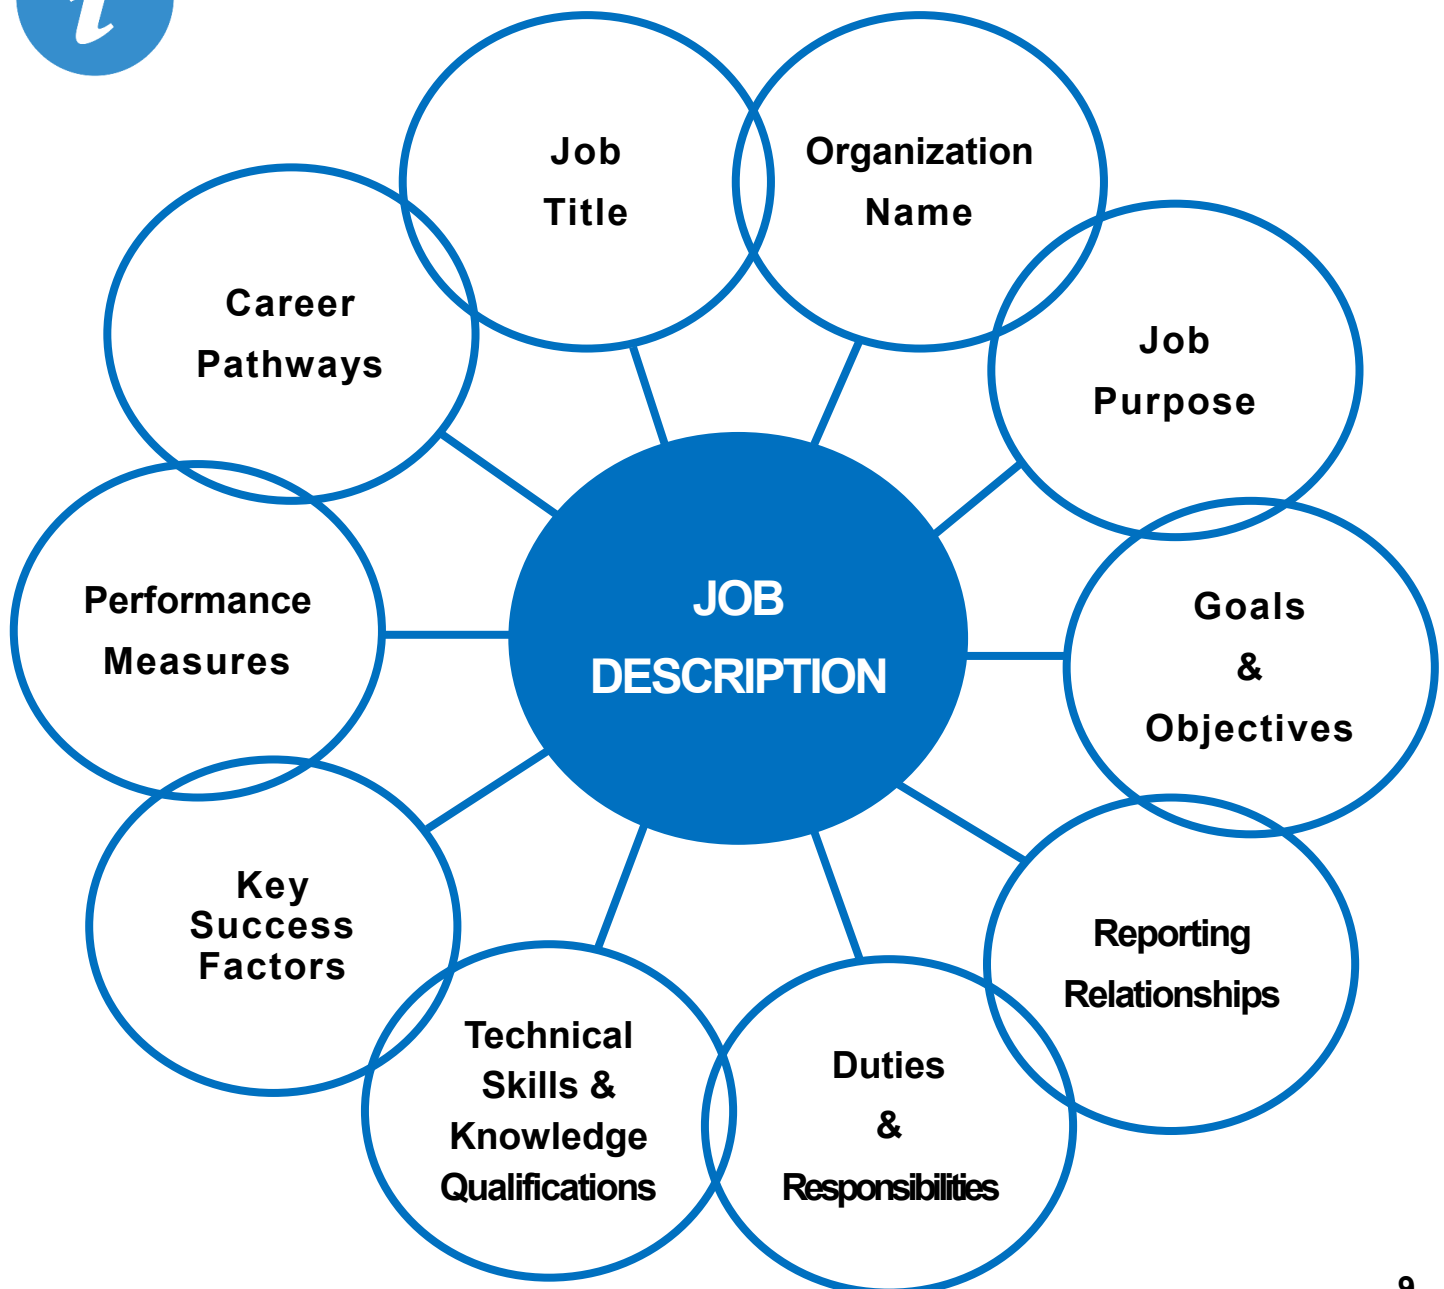 i
Job
Title
Organization
Name
Job
Purpose
Goals
&
Objectives
Reporting
Relationships
Duties
&
Responsibilities
Technical
Skills &
Knowledge
Qualifications
Key
Success
Factors
Performance
Measures
Career
Pathways
JOB
DESCRIPTION
9